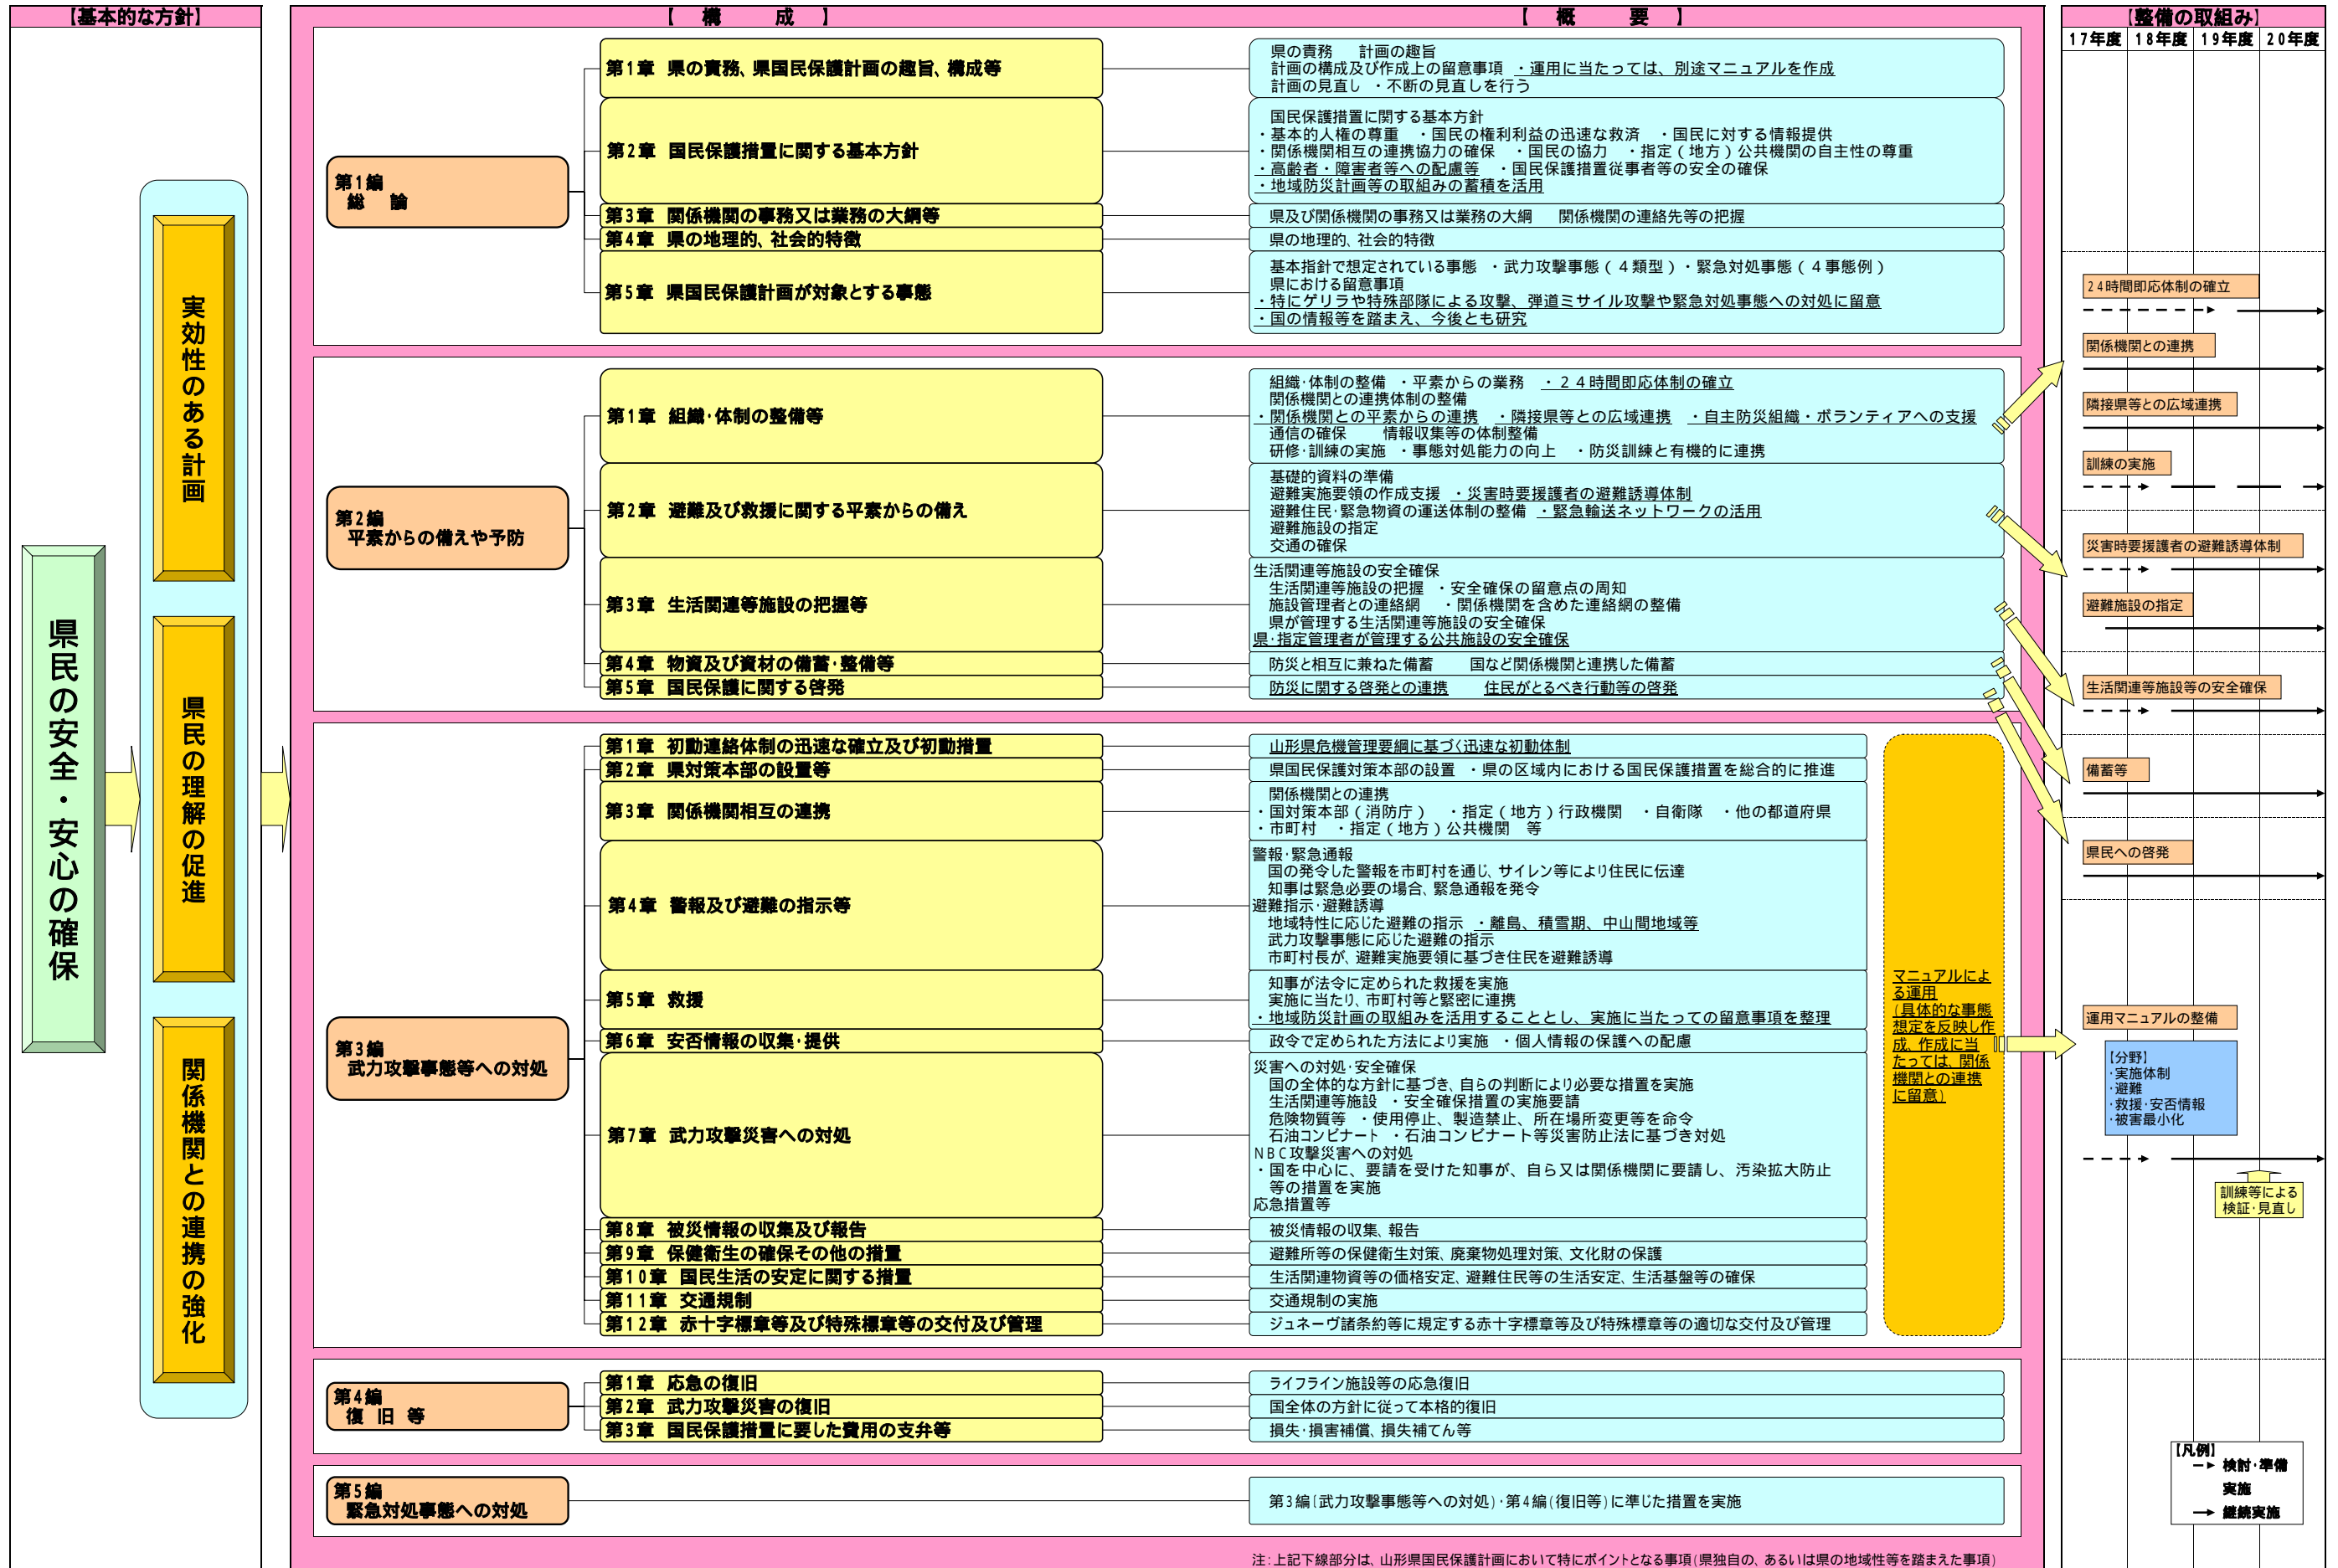 【基本的な方針】
県民の安全・安心の確保
実効性のある計画
県民の理解の促進
関係機関との連携の強化
【　構　　成　】
【　概　　要　】
第1編
総　論
第1章 県の責務、県国民保護計画の趣旨、構成等
県の責務　計画の趣旨
計画の構成及び作成上の留意事項 ・運用に当たっては、別途マニュアルを作成
計画の見直し ・不断の見直しを行う
第2章 国民保護措置に関する基本方針
国民保護措置に関する基本方針
・基本的人権の尊重 ・国民の権利利益の迅速な救済 ・国民に対する情報提供
・関係機関相互の連携協力の確保 ・国民の協力 ・指定（地方）公共機関の自主性の尊重
・高齢者・障害者等への配慮等 ・国民保護措置従事者等の安全の確保
・地域防災計画等の取組みの蓄積を活用
第3章 関係機関の事務又は業務の大綱等
県及び関係機関の事務又は業務の大綱　関係機関の連絡先等の把握
第4章 県の地理的、社会的特徴
県の地理的、社会的特徴
第5章 県国民保護計画が対象とする事態
基本指針で想定されている事態 ・武力攻撃事態（４類型）・緊急対処事態（４事態例）
県における留意事項
・特にゲリラや特殊部隊による攻撃、弾道ミサイル攻撃や緊急対処事態への対処に留意
・国の情報等を踏まえ、今後とも研究
第2編
平素からの備えや予防
第1章 組織・体制の整備等
組織・体制の整備 ・平素からの業務 ・２４時間即応体制の確立
関係機関との連携体制の整備
・関係機関との平素からの連携 ・隣接県等との広域連携 ・自主防災組織・ボランティアへの支援
通信の確保　情報収集等の体制整備
研修・訓練の実施 ・事態対処能力の向上 ・防災訓練と有機的に連携
第2章 避難及び救援に関する平素からの備え
基礎的資料の準備
避難実施要領の作成支援 ・災害時要援護者の避難誘導体制
避難住民・緊急物資の運送体制の整備 ・緊急輸送ネットワークの活用
避難施設の指定
交通の確保
第3章 生活関連等施設の把握等
生活関連等施設の安全確保
生活関連等施設の把握 ・安全確保の留意点の周知
施設管理者との連絡網 ・関係機関を含めた連絡網の整備
県が管理する生活関連等施設の安全確保
県・指定管理者が管理する公共施設の安全確保
第4章 物資及び資材の備蓄・整備等
防災と相互に兼ねた備蓄　国など関係機関と連携した備蓄
第5章 国民保護に関する啓発
防災に関する啓発との連携　住民がとるべき行動等の啓発
第3編
武力攻撃事態等への対処
第1章 初動連絡体制の迅速な確立及び初動措置
山形県危機管理要綱に基づく迅速な初動体制
第2章 県対策本部の設置等
県国民保護対策本部の設置 ・県の区域内における国民保護措置を総合的に推進
第3章 関係機関相互の連携
関係機関との連携
・国対策本部（消防庁） ・指定（地方）行政機関 ・自衛隊 ・他の都道府県
・市町村 ・指定（地方）公共機関 等
第4章 警報及び避難の指示等
警報・緊急通報
国の発令した警報を市町村を通じ、サイレン等により住民に伝達
知事は緊急必要の場合、緊急通報を発令
避難指示・避難誘導
地域特性に応じた避難の指示 ・離島、積雪期、中山間地域等
武力攻撃事態に応じた避難の指示
市町村長が、避難実施要領に基づき住民を避難誘導
第5章 救援
知事が法令に定められた救援を実施
実施に当たり、市町村等と緊密に連携
・地域防災計画の取組みを活用することとし、実施に当たっての留意事項を整理
第6章 安否情報の収集・提供
政令で定められた方法により実施 ・個人情報の保護への配慮
第7章 武力攻撃災害への対処
災害への対処・安全確保
国の全体的な方針に基づき、自らの判断により必要な措置を実施
生活関連等施設 ・安全確保措置の実施要請
危険物質等 ・使用停止、製造禁止、所在場所変更等を命令
石油コンビナート ・石油コンビナート等災害防止法に基づき対処
NBC攻撃災害への対処
・国を中心に、要請を受けた知事が、自ら又は関係機関に要請し、汚染拡大防止
等の措置を実施
応急措置等
第8章 被災情報の収集及び報告
被災情報の収集、報告
第9章 保健衛生の確保その他の措置
避難所等の保健衛生対策、廃棄物処理対策、文化財の保護
第10章 国民生活の安定に関する措置
生活関連物資等の価格安定、避難住民等の生活安定、生活基盤等の確保
第11章 交通規制
交通規制の実施
第12章 赤十字標章等及び特殊標章等の交付及び管理
ジュネーヴ諸条約等に規定する赤十字標章等及び特殊標章等の適切な交付及び管理
マニュアルによ
る運用
（具体的な事態
想定を反映し作
成、作成に当
たっては、関係
機関との連携
に留意）
第4編
復 旧 等
第1章 応急の復旧
ライフライン施設等の応急復旧
第2章 武力攻撃災害の復旧
国全体の方針に従って本格的復旧
第3章 国民保護措置に要した費用の支弁等
損失・損害補償、損失補てん等
第5編
緊急対処事態への対処
第3編（武力攻撃事態等への対処）・第4編（復旧等）に準じた措置を実施
注：上記下線部分は、山形県国民保護計画において特にポイントとなる事項（県独自の、あるいは県の地域性等を踏まえた事項）
【整備の取組み】
17年度 18年度 19年度 20年度
24時間即応体制の確立
関係機関との連携
隣接県等との広域連携
訓練の実施
災害時要援護者の避難誘導体制
避難施設の指定
生活関連等施設等の安全確保
備蓄等
県民への啓発
運用マニュアルの整備
【分野】
・実施体制
・避難
・救援・安否情報
・被害最小化
訓練等による
検証・見直し
【凡例】
検討・準備
実施
継続実施